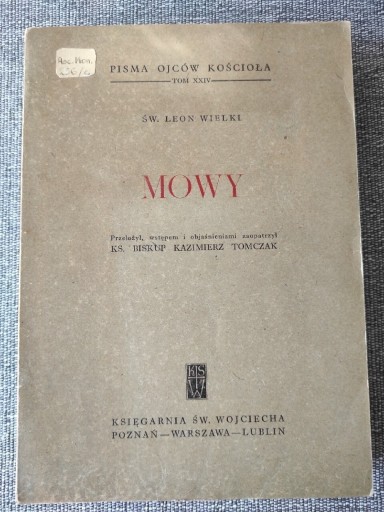 PISMA OJCÓW KOŚCIOŁA
TOM XXIV
ŚW. LEON WIELKI
MOWY
Przełożył, wstępem i objaśnieniami zaopatrzył
KS. BISKUP KAZIMIERZ TOMCZAK
KS
W
KSIĘGARNIA ŚW. WOJCIECHA
POZNAŃ—WARSZAWA—LUBLIN